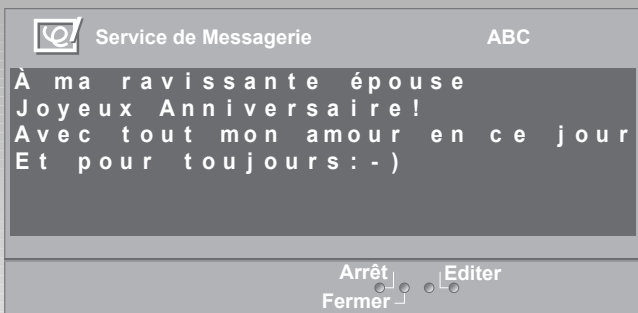 Service de Messagerie ABC
À ma ravissante épouse
Joyeux Anniversaire!
Avec tout mon amour en ce jour
Et pour toujours:-)
Arrêt Editer
Fermer